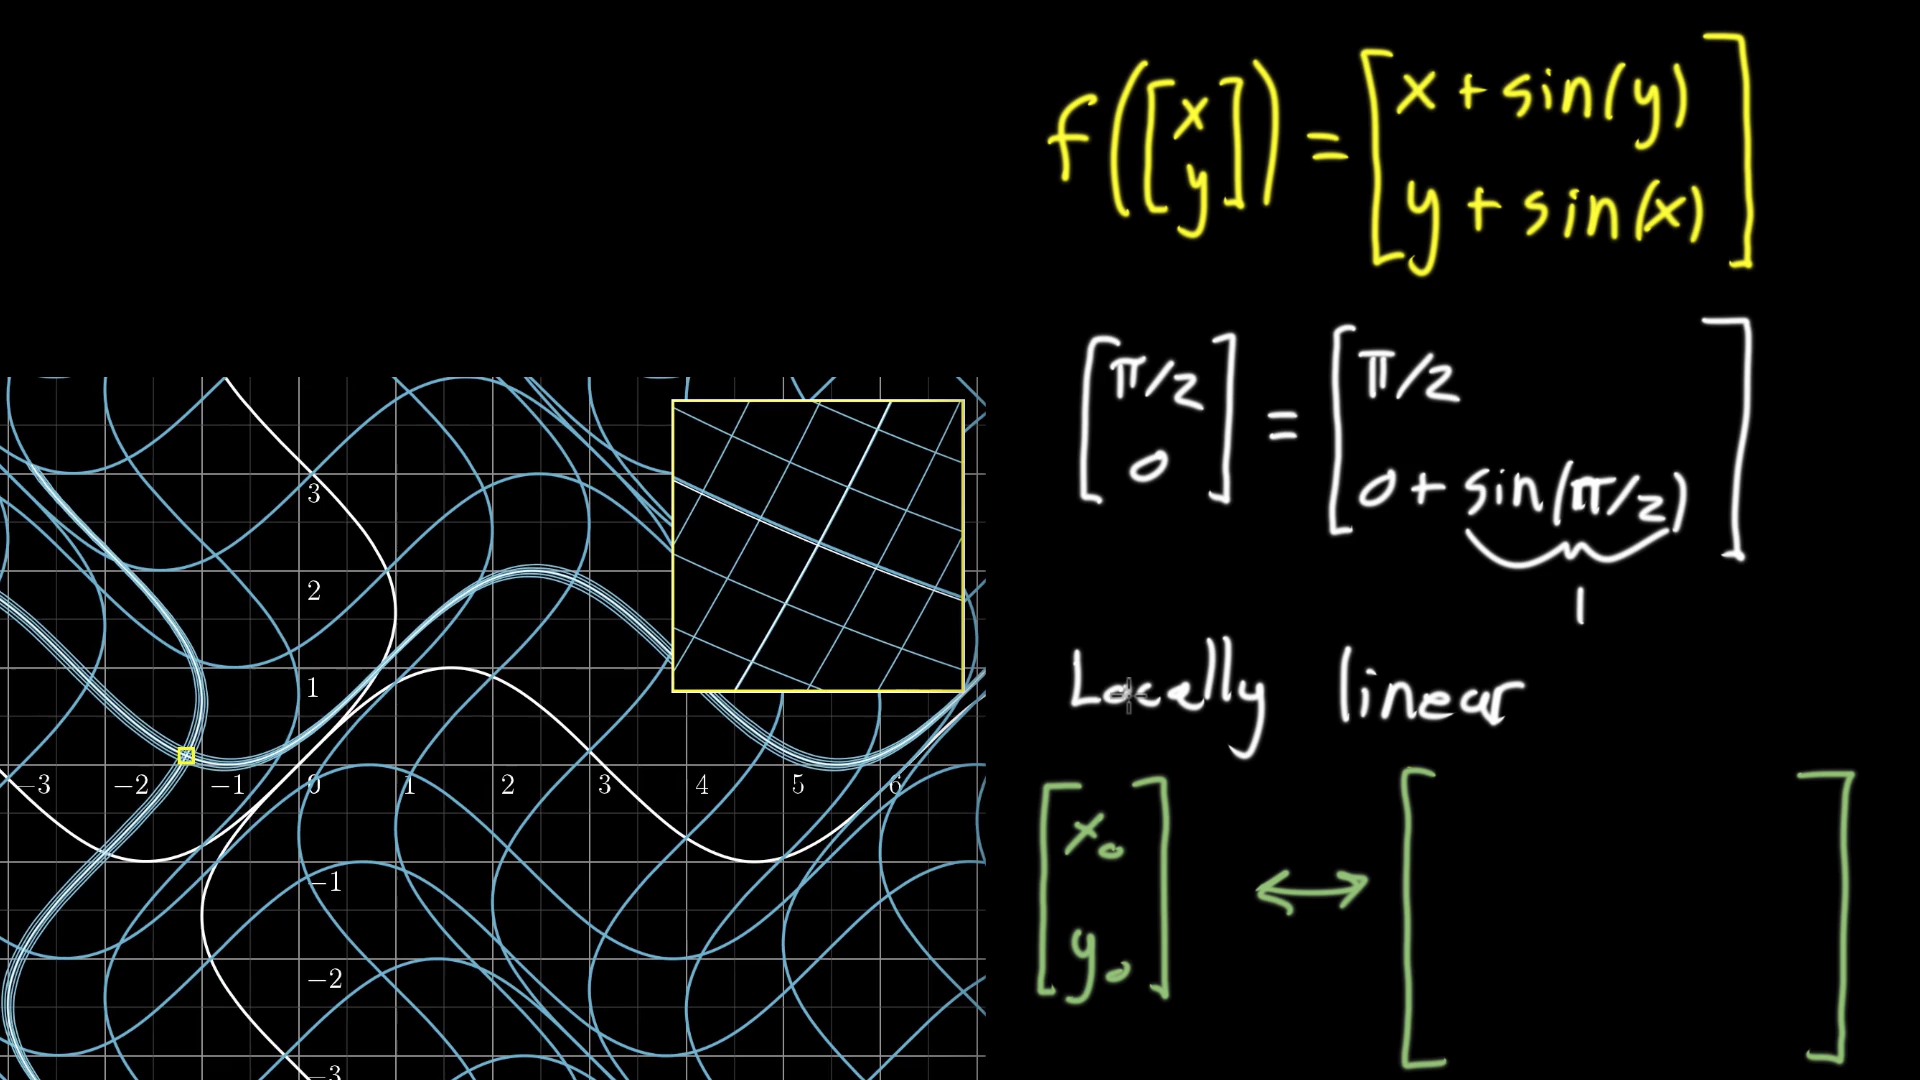 f([x y]) = [x + sin(y) y + sin(x)]
[π/2 0] = [π/2 0 + sin(π/2)]
1
Locally linear
[x₀ y₀] ↔ [ ]
3
2
1
−3 −2 −1 0 1 2 3 4 5 6
−1
−2
−3